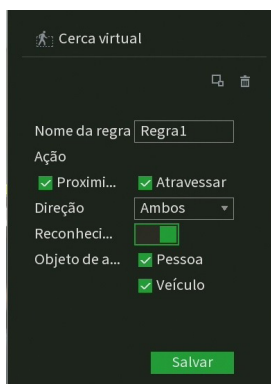 Cerca virtual
Nome da regra Regra1
Ação
Proximi... Atravessar
Direção Ambos
Reconheci...
Objeto de a... Pessoa
Veículo
Salvar